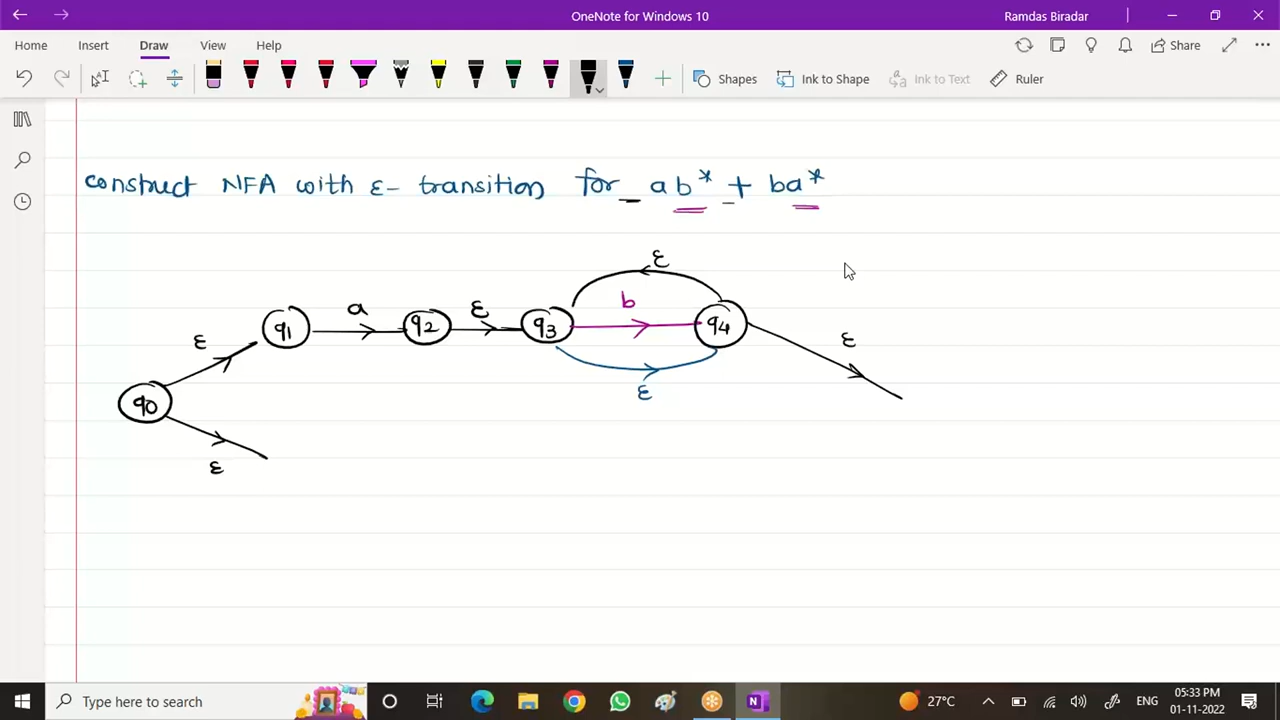 OneNote for Windows 10
Ramdas Biradar
Home Insert Draw View Help
Share
Shapes
Ink to Shape
Ink to Text
Ruler
construct NFA with ε- transition for ab* + ba*
ε
ε
a
ε
b
q1
q2
q3
q4
ε
ε
q0
ε
ε
Type here to search
27°C
ENG
05:33 PM
01-11-2022